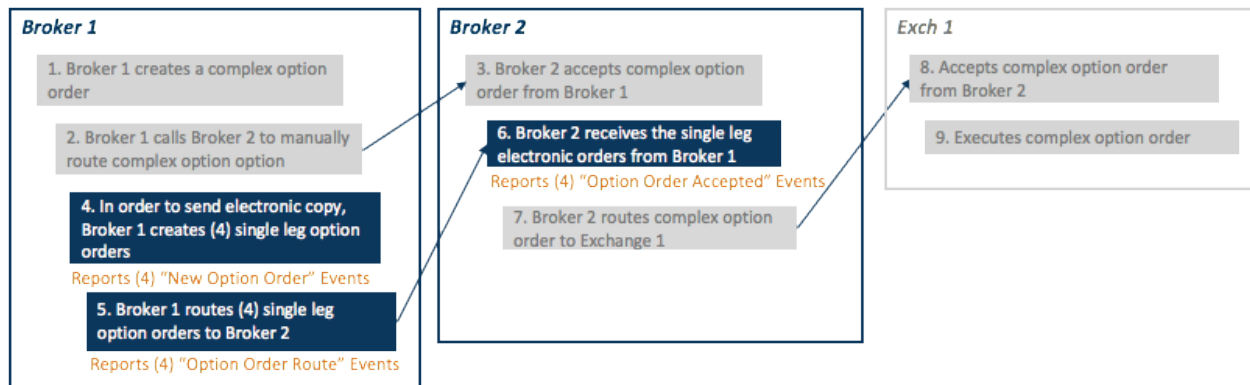 Broker 1
1. Broker 1 creates a complex option
order
2. Broker 1 calls Broker 2 to manually
route complex option option
4. In order to send electronic copy,
Broker 1 creates (4) single leg option
orders
Reports (4) “New Option Order” Events
5. Broker 1 routes (4) single leg
option orders to Broker 2
Reports (4) “Option Order Route” Events
Broker 2
3. Broker 2 accepts complex option
order from Broker 1
6. Broker 2 receives the single leg
electronic orders from Broker 1
Reports (4) “Option Order Accepted” Events
7. Broker 2 routes complex option
order to Exchange 1
Exch 1
8. Accepts complex option order
from Broker 2
9. Executes complex option order